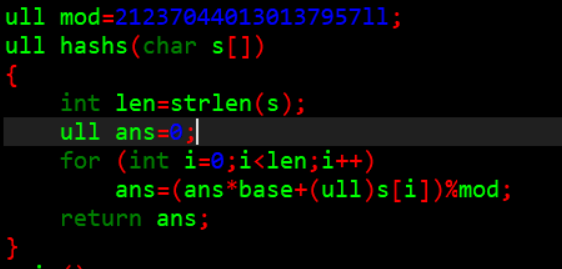 ull mod=212370440130137957ll;
ull hashs(char s[])
{
    int len=strlen(s);
    ull ans=0;
    for (int i=0;i<len;i++)
        ans=(ans*base+(ull)s[i])%mod;
    return ans;
}